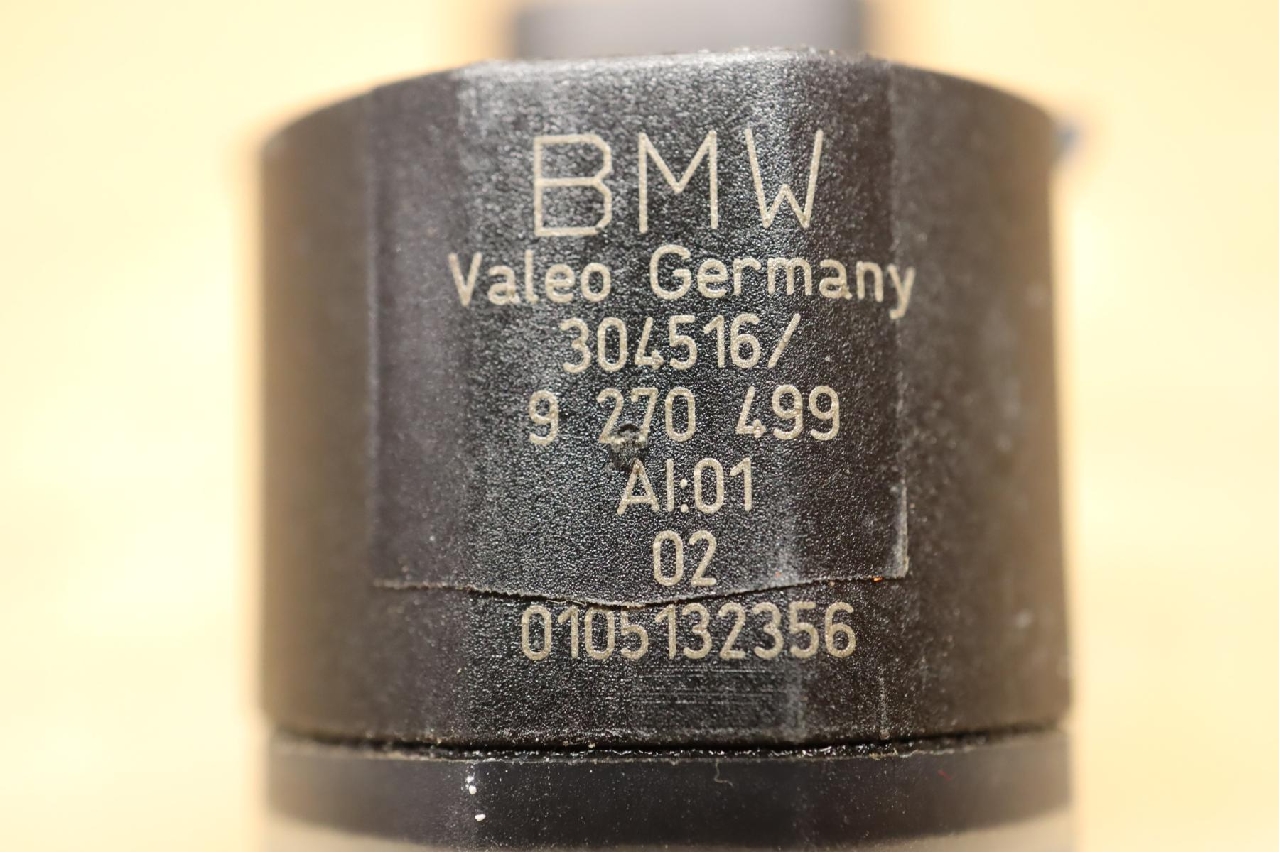 BMW
Valeo Germany
304516/
9 270 499
AI:01
02
0105132356